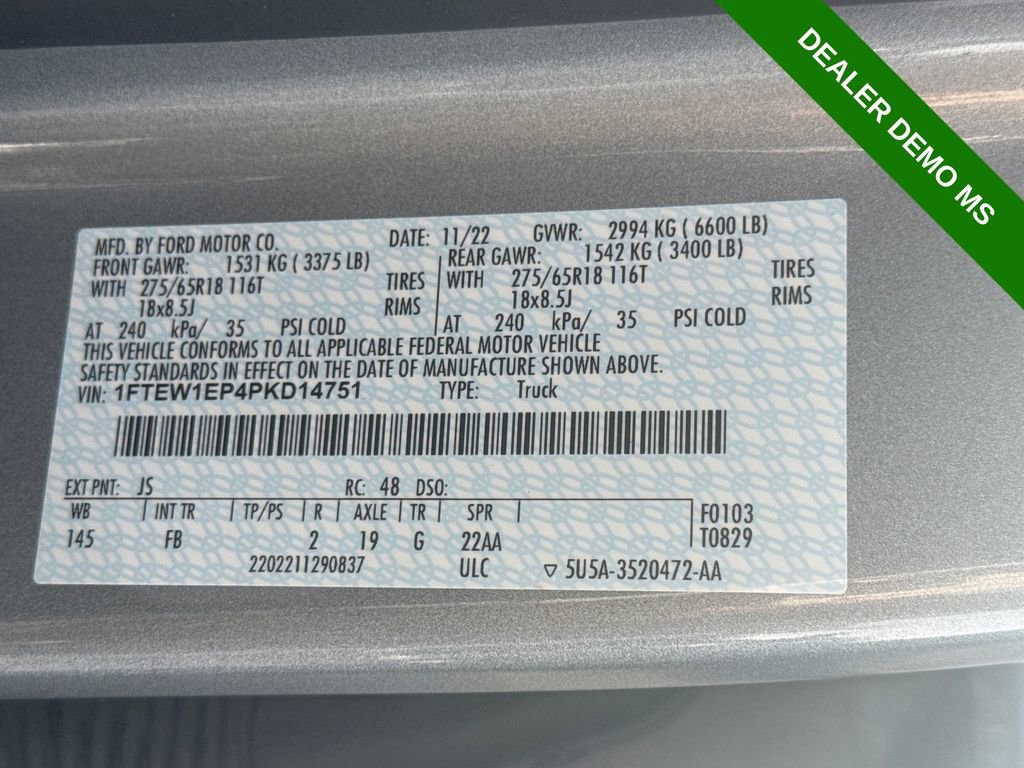 DEALER DEMO MS
MFD. BY FORD MOTOR CO. DATE: 11/22 GVWR: 2994 KG ( 6600 LB)
FRONT GAWR: 1531 KG ( 3375 LB) REAR GAWR: 1542 KG ( 3400 LB)
WITH 275/65R18 116T TIRES WITH 275/65R18 116T TIRES
18x8.5J RIMS 18x8.5J RIMS
AT 240 kPa/ 35 PSI COLD AT 240 kPa/ 35 PSI COLD
THIS VEHICLE CONFORMS TO ALL APPLICABLE FEDERAL MOTOR VEHICLE
SAFETY STANDARDS IN EFFECT ON THE DATE OF MANUFACTURE SHOWN ABOVE.
VIN: 1FTEW1EP4PKD14751 TYPE: Truck
EXT PNT: JS RC: 48 DSO:
WB INT TR TP/PS R AXLE TR SPR F0103
145 FB 2 19 G 22AA T0829
2202211290837 ULC ▽ 5U5A-3520472-AA